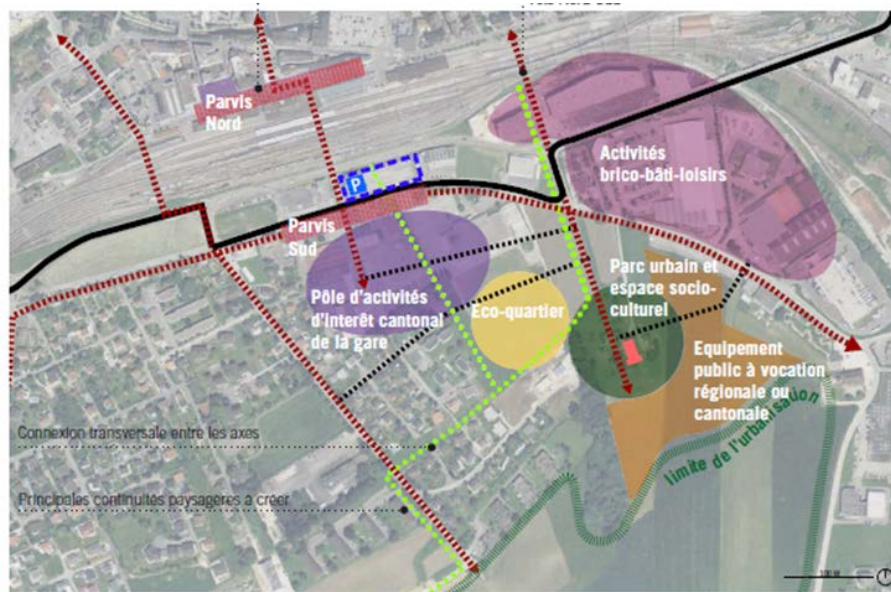 Parvis
Nord
Activités
brico-bâti-loisirs
P
Parvis
Sud
Pôle d'activités
d'interêt cantonal
de la gare
Eco-quartier
Parc urbain et
espace socio-
culturel
Equipement
public à vocation
régionale ou
cantonale
limite de l'urbanisation
Connexion transversale entre les axes
Principales continuités paysagères à créer
100 M